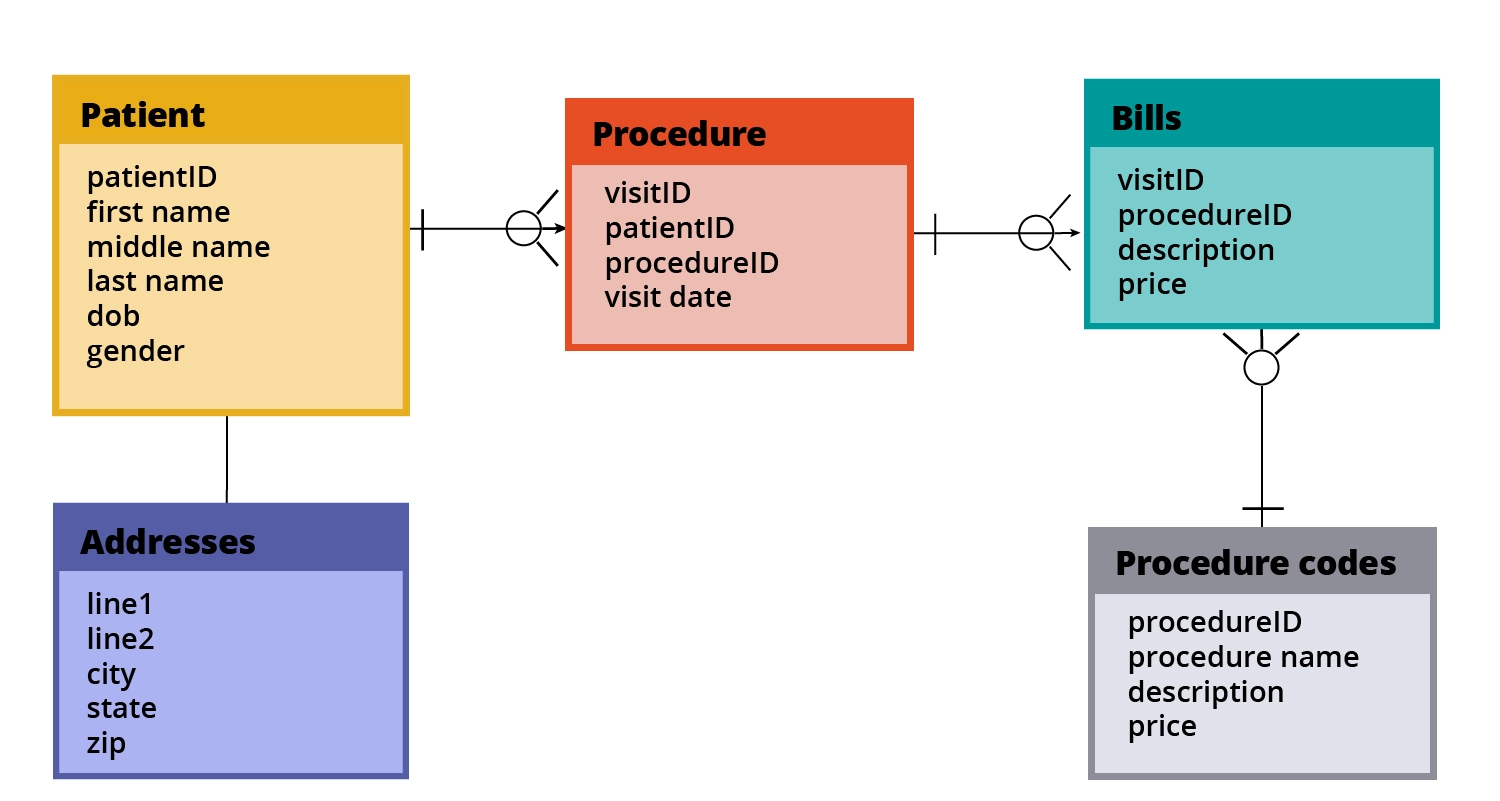 Patient
patientID
first name
middle name
last name
dob
gender
Procedure
visitID
patientID
procedureID
visit date
Bills
visitID
procedureID
description
price
Addresses
line1
line2
city
state
zip
Procedure codes
procedureID
procedure name
description
price